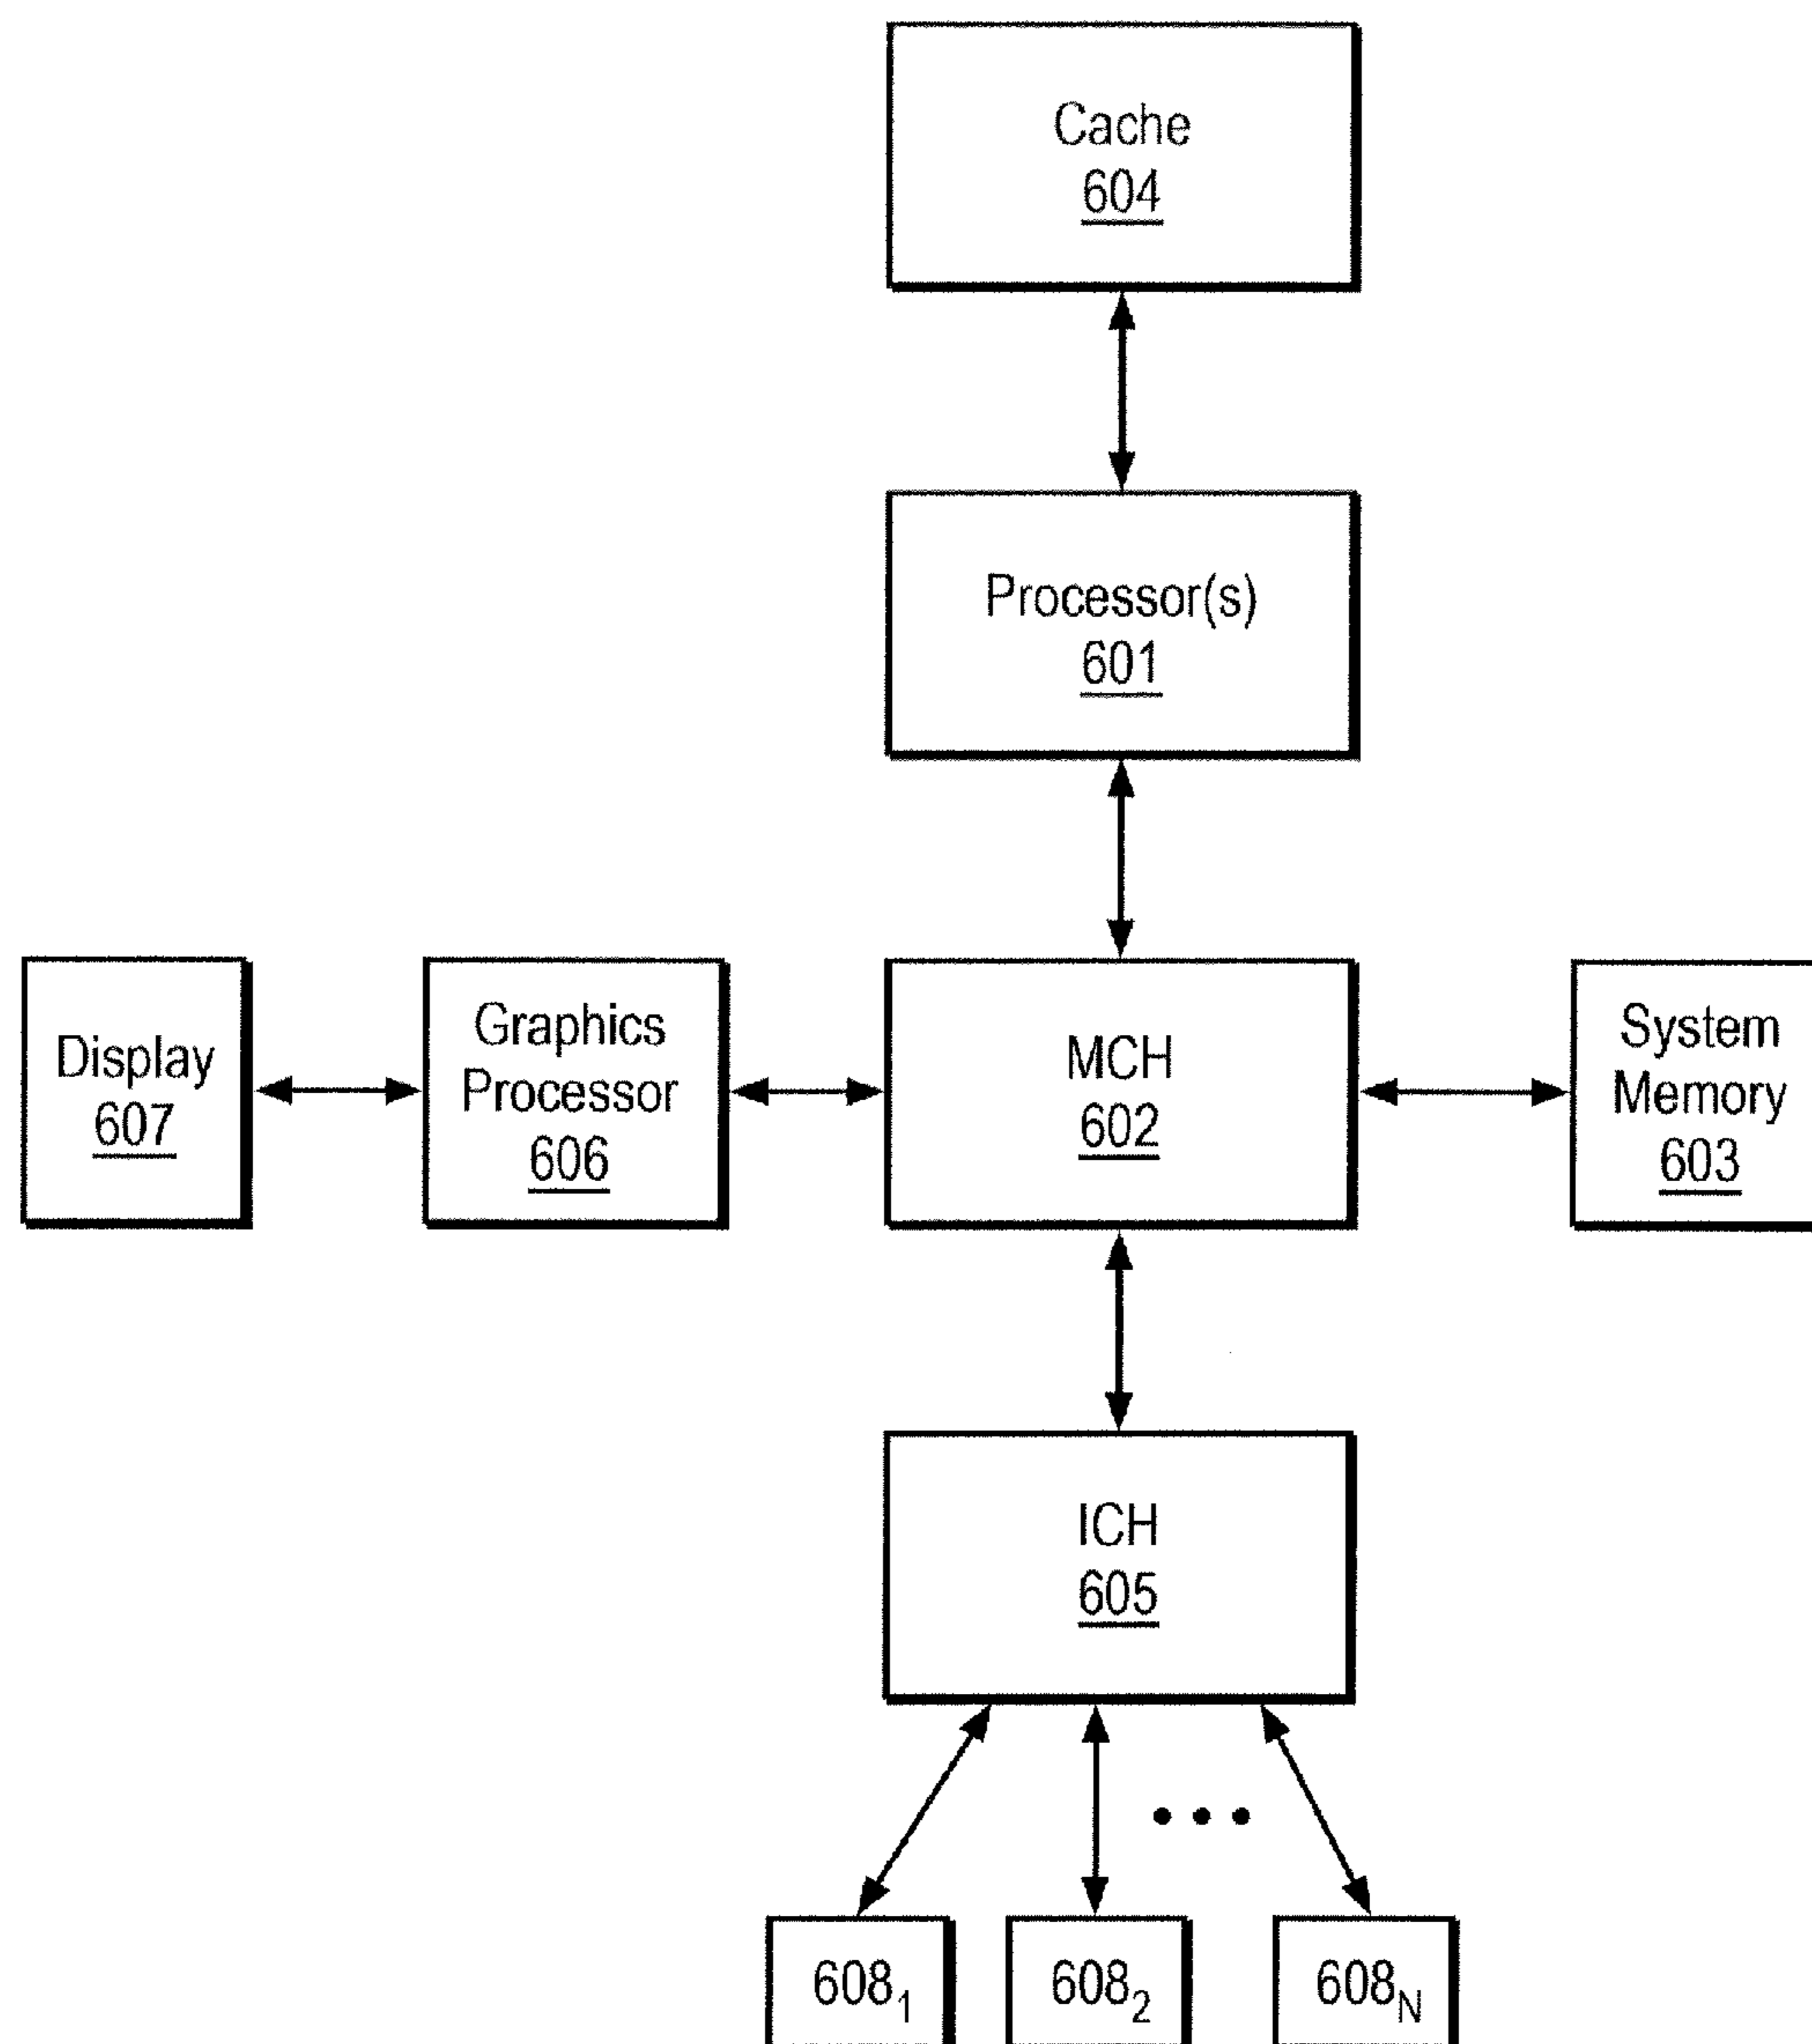 Cache
604
Processor(s)
601
Display
607
Graphics
Processor
606
MCH
602
System
Memory
603
ICH
605
608₁
608₂
608N